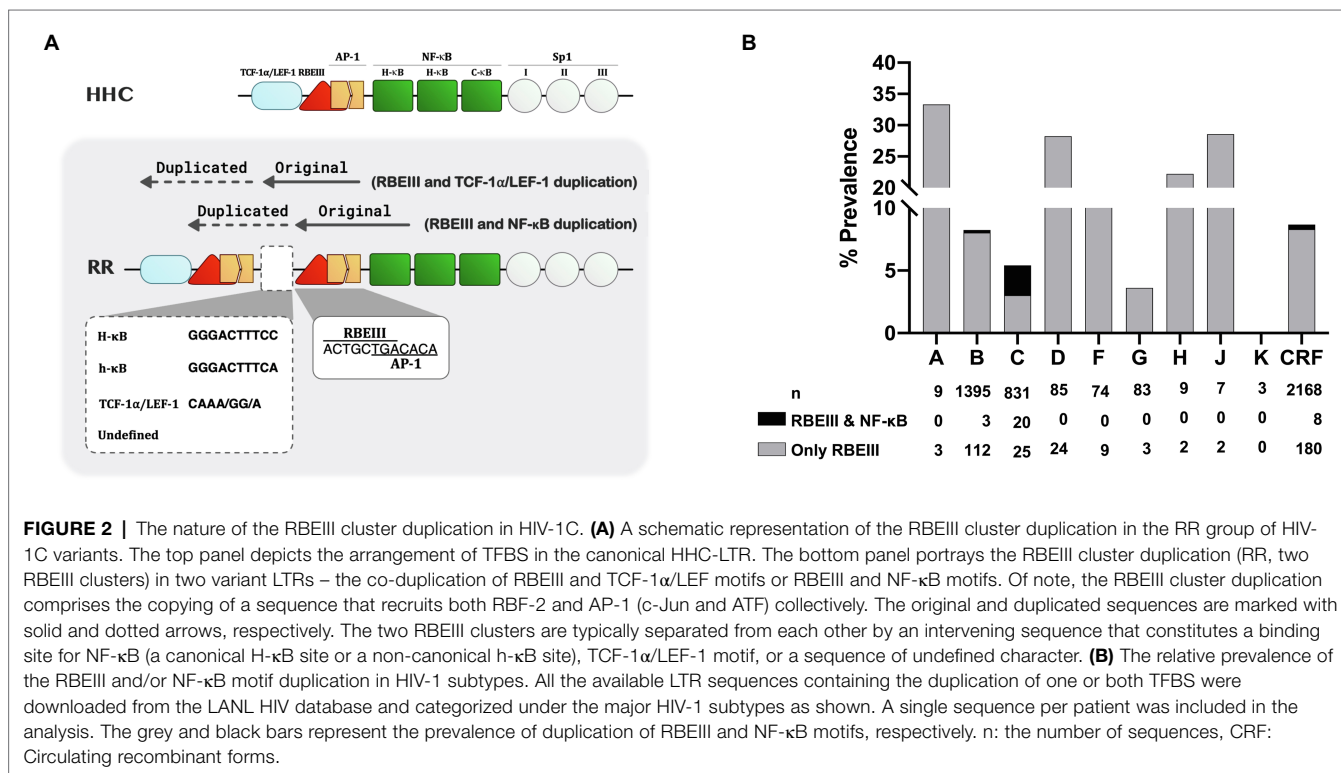 A
AP-1 NF-κB Sp1
TCF-1α/LEF-1 RBEIII H-κB H-κB C-κB I II III
HHC
Duplicated Original (RBEIII and TCF-1α/LEF-1 duplication)
Duplicated Original (RBEIII and NF-κB duplication)
RR
H-κB GGGACTTTCC
h-κB GGGACTTTCA
TCF-1α/LEF-1 CAAA/GG/A
Undefined
RBEIII
ACTGCTGACACA
AP-1
B
% Prevalence
40
35
30
25
20
10
5
0
A B C D F G H J K CRF
n 9 1395 831 85 74 83 9 7 3 2168
RBEIII & NF-κB 0 3 20 0 0 0 0 0 0 8
Only RBEIII 3 112 25 24 9 3 2 2 0 180
FIGURE 2 | The nature of the RBEIII cluster duplication in HIV-1C. (A) A schematic representation of the RBEIII cluster duplication in the RR group of HIV-
1C variants. The top panel depicts the arrangement of TFBS in the canonical HHC-LTR. The bottom panel portrays the RBEIII cluster duplication (RR, two
RBEIII clusters) in two variant LTRs – the co-duplication of RBEIII and TCF-1α/LEF motifs or RBEIII and NF-κB motifs. Of note, the RBEIII cluster duplication
comprises the copying of a sequence that recruits both RBF-2 and AP-1 (c-Jun and ATF) collectively. The original and duplicated sequences are marked with
solid and dotted arrows, respectively. The two RBEIII clusters are typically separated from each other by an intervening sequence that constitutes a binding
site for NF-κB (a canonical H-κB site or a non-canonical h-κB site), TCF-1α/LEF-1 motif, or a sequence of undefined character. (B) The relative prevalence of
the RBEIII and/or NF-κB motif duplication in HIV-1 subtypes. All the available LTR sequences containing the duplication of one or both TFBS were
downloaded from the LANL HIV database and categorized under the major HIV-1 subtypes as shown. A single sequence per patient was included in the
analysis. The grey and black bars represent the prevalence of duplication of RBEIII and NF-κB motifs, respectively. n: the number of sequences, CRF:
Circulating recombinant forms.